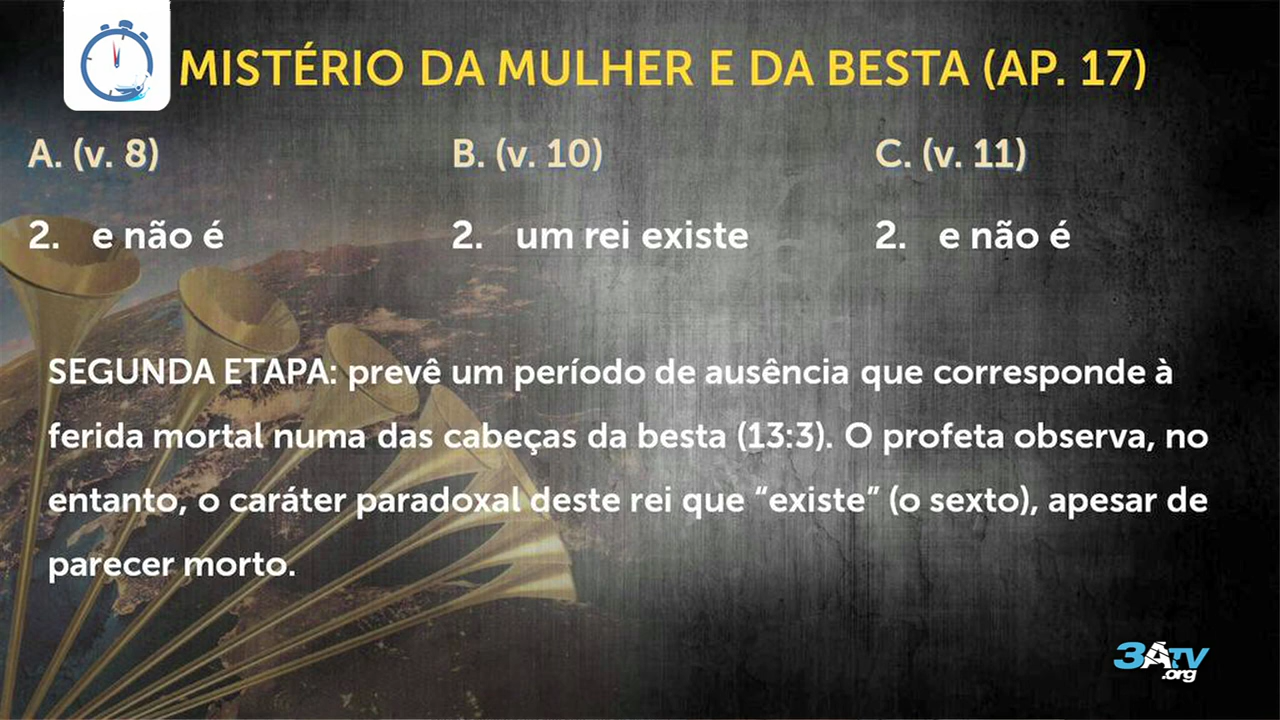 MISTÉRIO DA MULHER E DA BESTA (AP. 17)
A. (v. 8) B. (v. 10) C. (v. 11)
2. e não é 2. um rei existe 2. e não é
SEGUNDA ETAPA: prevê um período de ausência que corresponde à
ferida mortal numa das cabeças da besta (13:3). O profeta observa, no
entanto, o caráter paradoxal deste rei que “existe” (o sexto), apesar de
parecer morto.
3ATV
.org